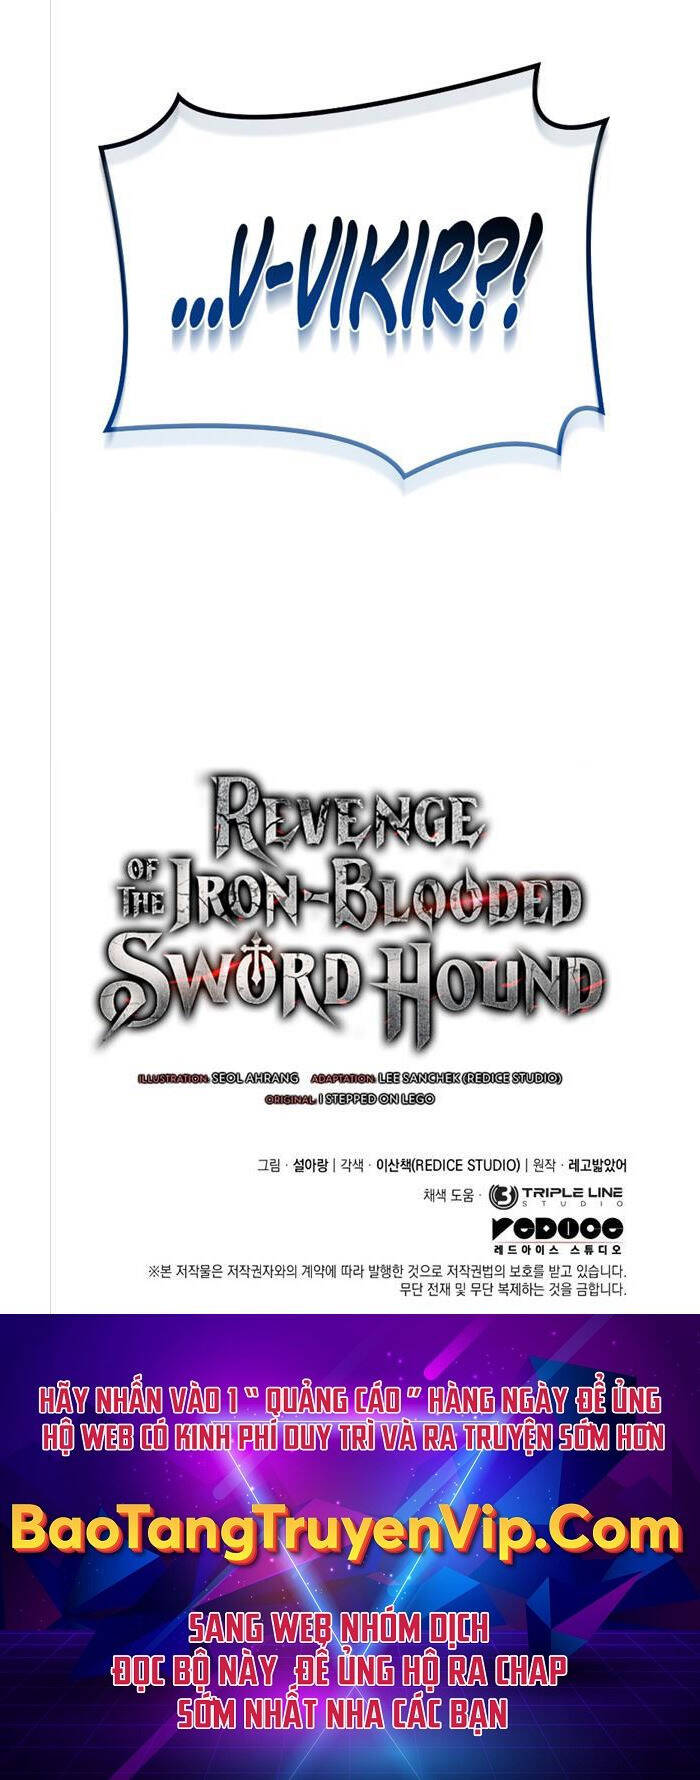 ...V-VIKIR?!
REVENGE
OF THE IRON-BLOODED
SWORD HOUND
ILLUSTRATION: SEOL AHRANG ADAPTATION: LEE SANCHEK (REDICE STUDIO)
ORIGINAL: I STEPPED ON LEGO
그림 · 설아랑 | 각색 · 이산책(REDICE STUDIO) | 원작 · 레고밟았어
채색 도움 · 3 TRIPLE LINE
STUDIO
REDICE
레드아이스 스튜디오
※본 저작물은 저작권자와의 계약에 따라 발행한 것으로 저작권법의 보호를 받고 있습니다.
무단 전재 및 무단 복제하는 것을 금합니다.
HÃY NHẤN VÀO 1 “ QUẢNG CÁO ” HÀNG NGÀY ĐỂ ỦNG
HỘ WEB CÓ KINH PHÍ DUY TRÌ VÀ RA TRUYỆN SỚM HƠN
BaoTangTruyenVip.Com
SANG WEB NHÓM DỊCH
ĐỌC BỘ NÀY ĐỂ ỦNG HỘ RA CHAP
SỚM NHẤT NHA CÁC BẠN